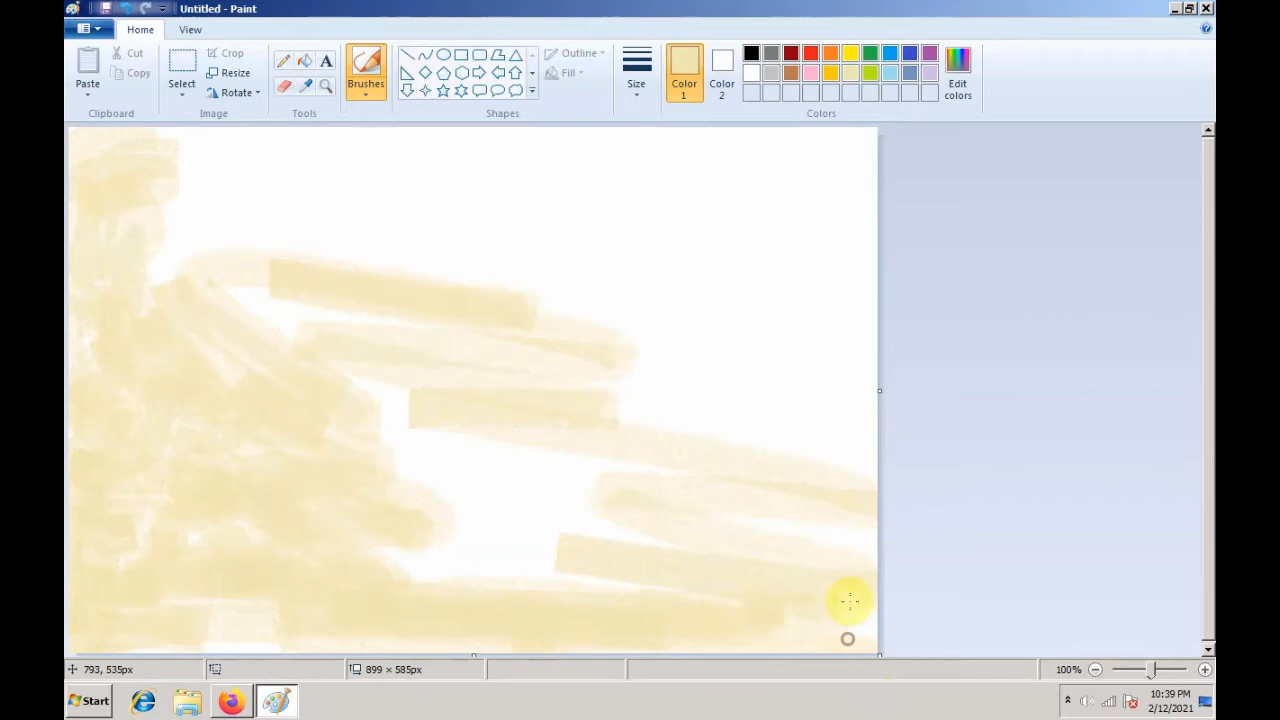 Untitled - Paint
Home View
Paste Cut Copy Select Crop Resize Rotate A Brushes Outline Fill Size Color 1 Color 2 Edit colors
Clipboard Image Tools Shapes Colors
793, 535px 899 × 585px 100%
Start 10:39 PM
2/12/2021